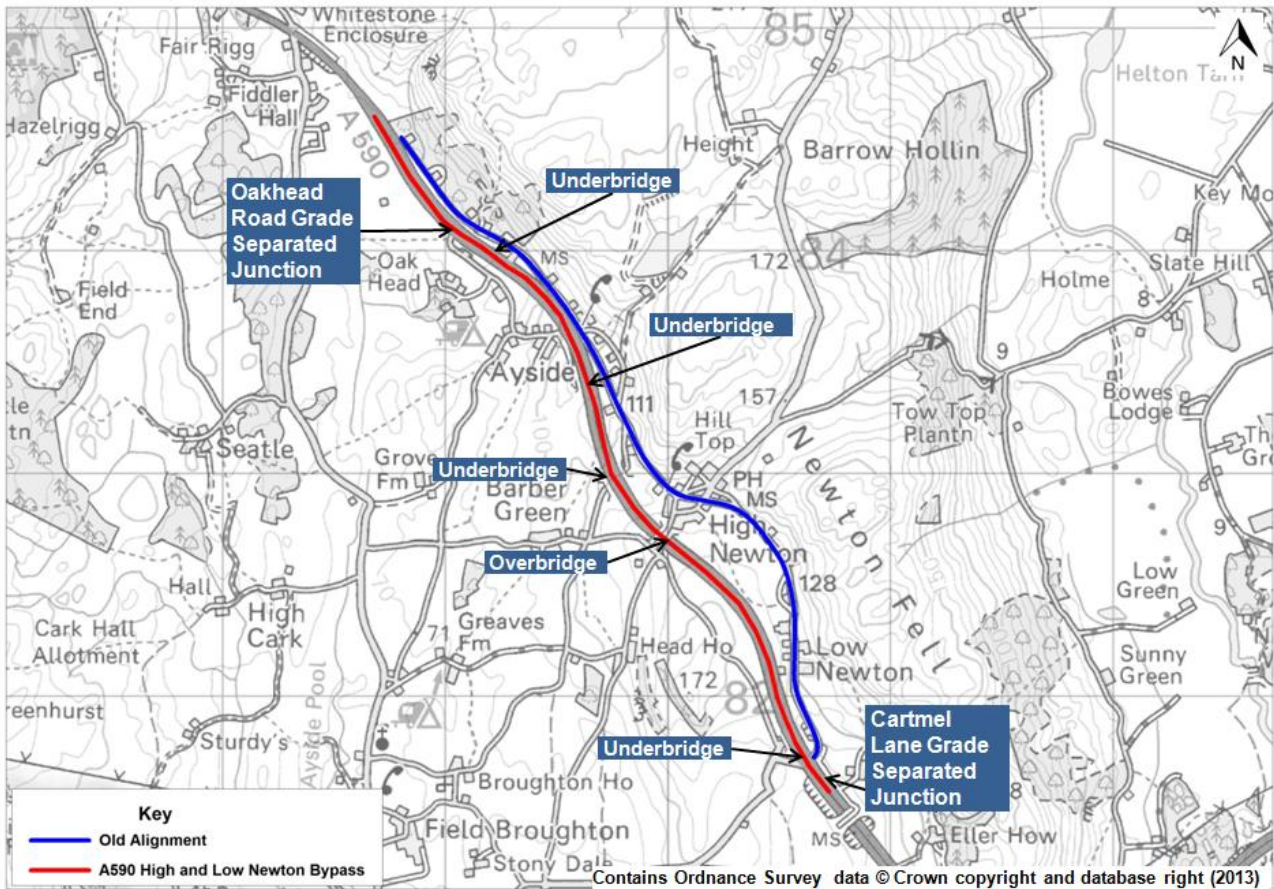 Whitestone
Enclosure
85
N
Fair Rigg
Helton Tarn
Fiddler
Hall
A 590
Hazelrigg
Height
Barrow Hollin
Underbridge
Oakhead
Road Grade
Separated
Junction
Key Mo
MS
172
84
Slate Hill
Oak
Head
Holme
8
Field
End
Underbridge
Ayside
9
111
157
Bowes
Lodge
Hill
Top
Tow Top
Plantn
Seatle
Grove
Fm
Underbridge
PH
MS
Newton Fell
1
Barber
Green
High
Newton
9
Overbridge
Hall
128
Low
Green
High
Cark
Greaves
Fm
Cark Hall
Allotment
71
Head Ho
Low
Newton
172
82
Sunny
Green
reenhurst
Sturdy's
Ayside Pool
Underbridge
Cartmel
Lane Grade
Separated
Junction
8
Broughton Ho
Key
Old Alignment
A590 High and Low Newton Bypass
Field Broughton
MS
Eller How
Stony Dale
Contains Ordnance Survey data © Crown copyright and database right (2013)